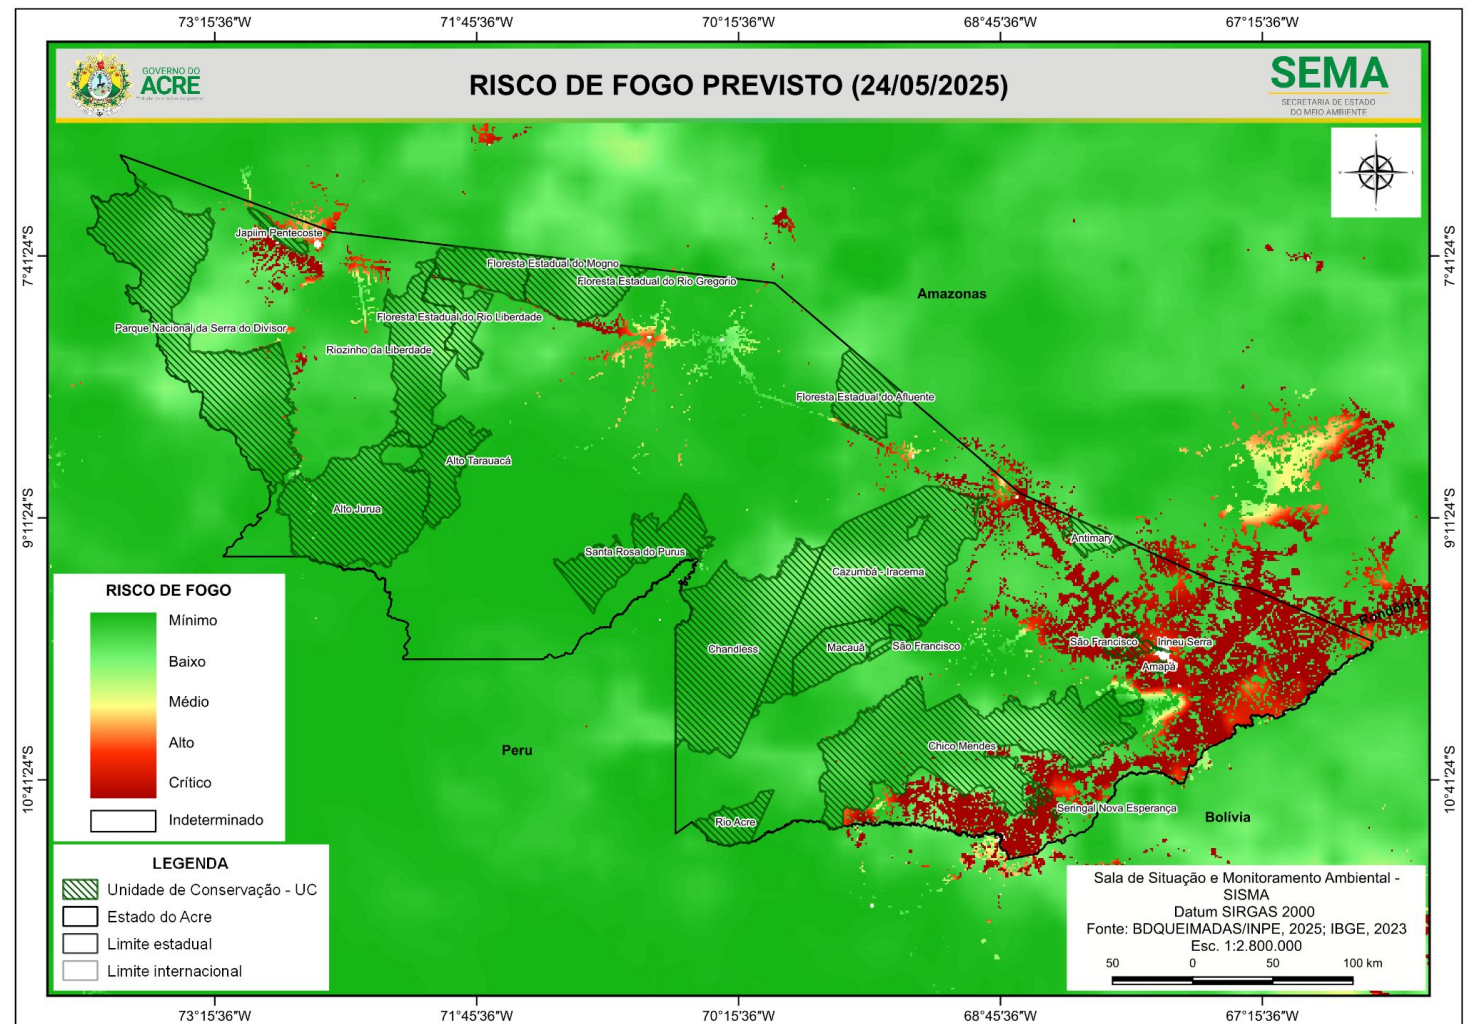 73°15'36"W 71°45'36"W 70°15'36"W 68°45'36"W 67°15'36"W
GOVERNO DO
ACRE
RISCO DE FOGO PREVISTO (24/05/2025)
SEMA
SECRETARIA DE ESTADO
DO MEIO AMBIENTE
7°41'24"S
7°41'24"S
Japiim Pentecoste
Floresta Estadual do Mogno
Floresta Estadual do Rio Gregorio
Amazonas
Floresta Estadual do Rio Liberdade
Parque Nacional da Serra do Divisor
Riozinho da Liberdade
Floresta Estadual do Afluente
Alto Tarauacá
Alto Jurua
9°11'24"S
9°11'24"S
Antimary
Santa Rosa do Purus
Cazumbá - Iracema
Rondônia
Chandless
Macauã
São Francisco
São Francisco
Irineu Serra
Amapá
Chico Mendes
Peru
10°41'24"S
10°41'24"S
Seringal Nova Esperança
Bolívia
Rio Acre
RISCO DE FOGO
Mínimo
Baixo
Médio
Alto
Crítico
Indeterminado
LEGENDA
Unidade de Conservação - UC
Estado do Acre
Limite estadual
Limite internacional
Sala de Situação e Monitoramento Ambiental -
SISMA
Datum SIRGAS 2000
Fonte: BDQUEIMADAS/INPE, 2025; IBGE, 2023
Esc. 1:2.800.000
50 0 50 100 km
73°15'36"W 71°45'36"W 70°15'36"W 68°45'36"W 67°15'36"W